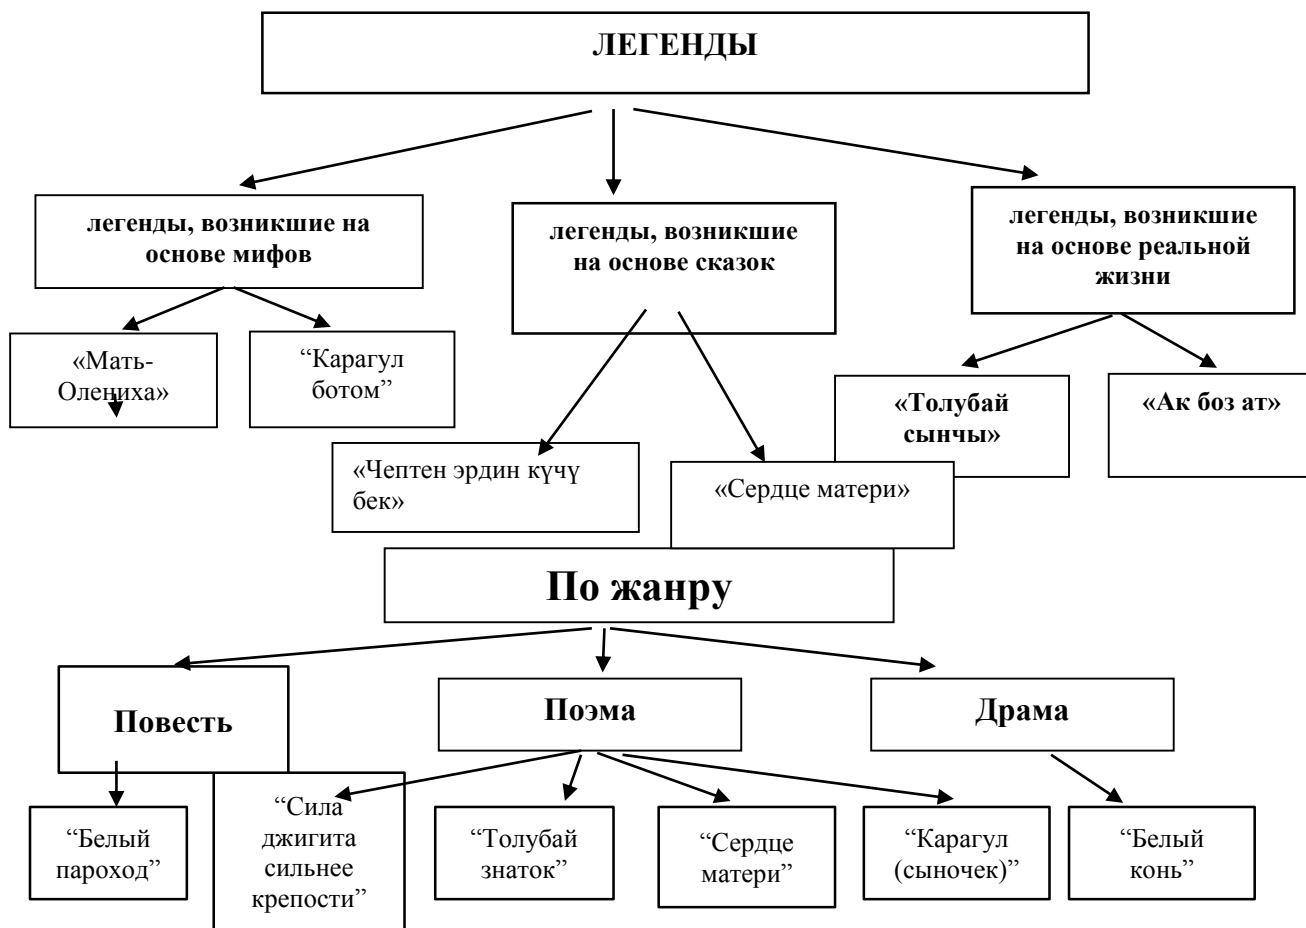 ЛЕГЕНДЫ
легенды, возникшие на
основе мифов
легенды, возникшие
на основе сказок
легенды, возникшие
на основе реальной
жизни
«Мать-
Олениха»
“Карагул
ботом”
«Толубай
сынчы»
«Ак боз ат»
«Чептен эрдин күчү
бек»
«Сердце матери»
По жанру
Повесть
Поэма
Драма
“Белый
пароход”
“Сила
джигита
сильнее
крепости”
“Толубай
знаток”
“Сердце
матери”
“Карагул
(сыночек)”
“Белый
конь”